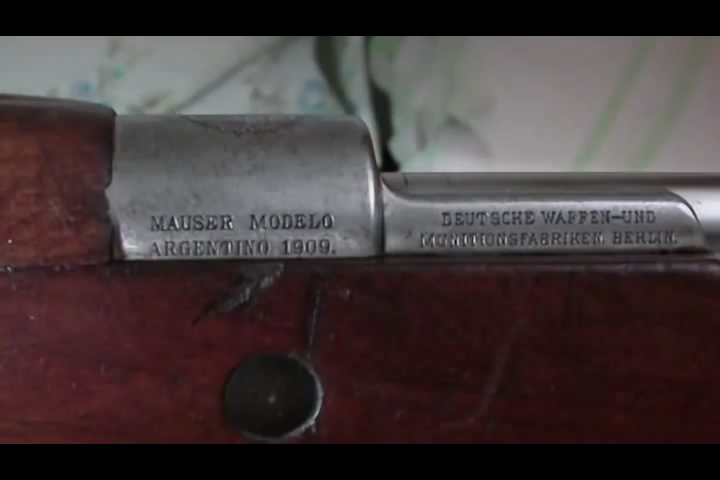 MAUSER MODELO
ARGENTINO 1909.
DEUTSCHE WAFFEN-UND
MUNITIONSFABRIKEN. BERLIN.